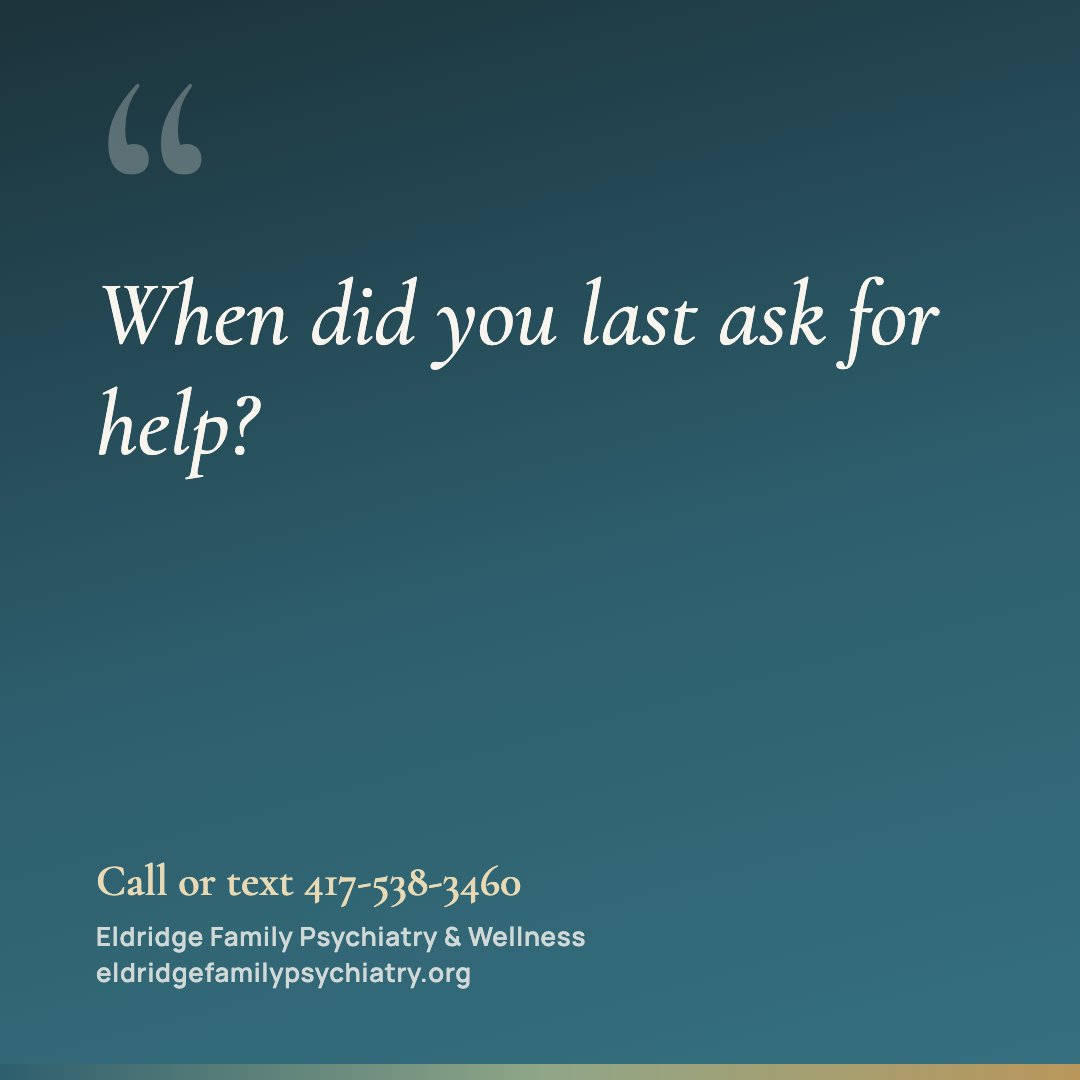 “
When did you last ask for
help?
Call or text 417-538-3460
Eldridge Family Psychiatry & Wellness
eldridgefamilypsychiatry.org